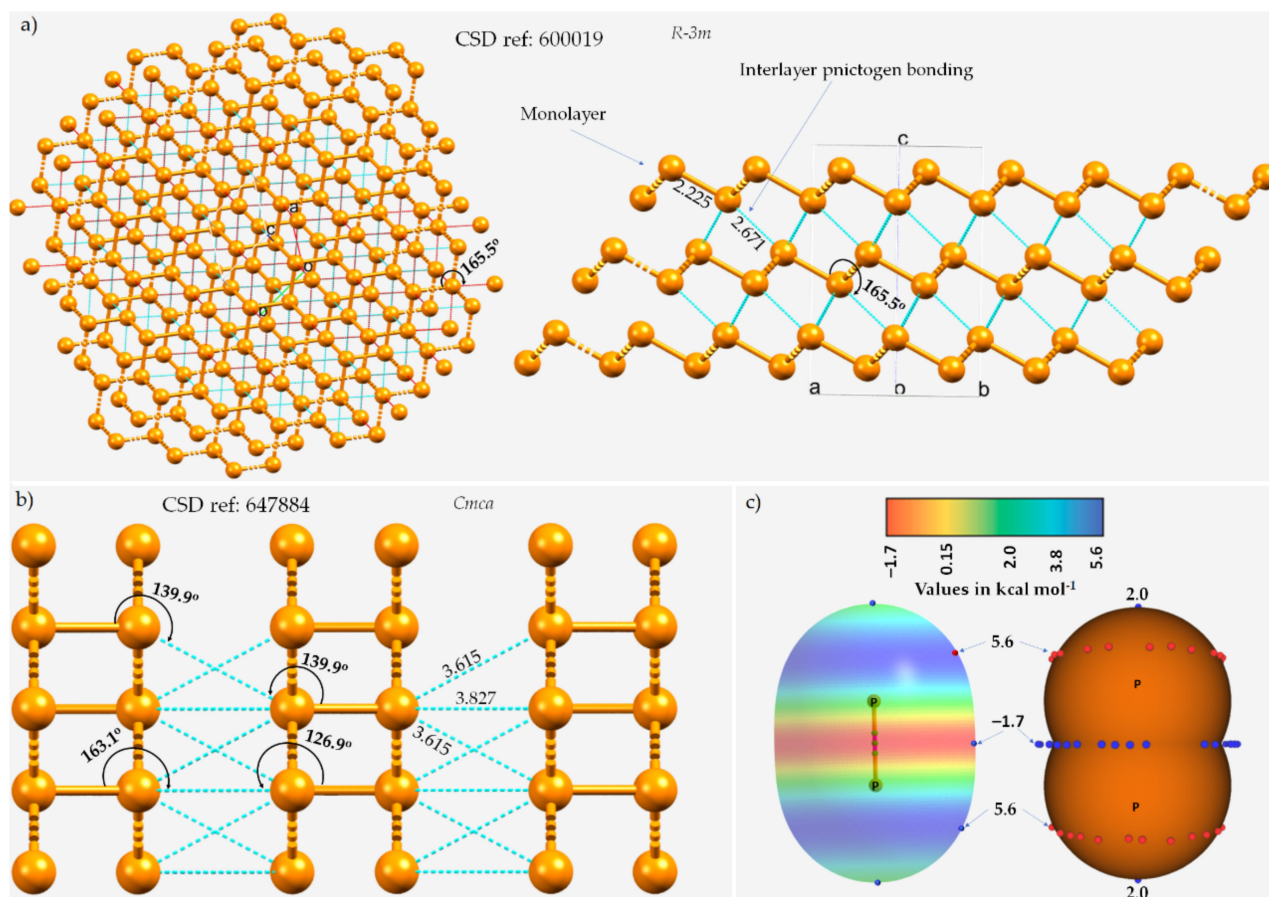 a)
CSD ref: 600019
R-3m
Interlayer pnictogen bonding
Monolayer
c
2.225
2.671
165.5º
a
o
b
a
c
o
b
165.5º
b)
CSD ref: 647884
Cmca
139.9º
139.9º
3.615
3.827
3.615
163.1º
126.9º
c)
−1.7
0.15
2.0
3.8
5.6
Values in kcal mol-1
2.0
5.6
P
P
−1.7
P
P
5.6
2.0